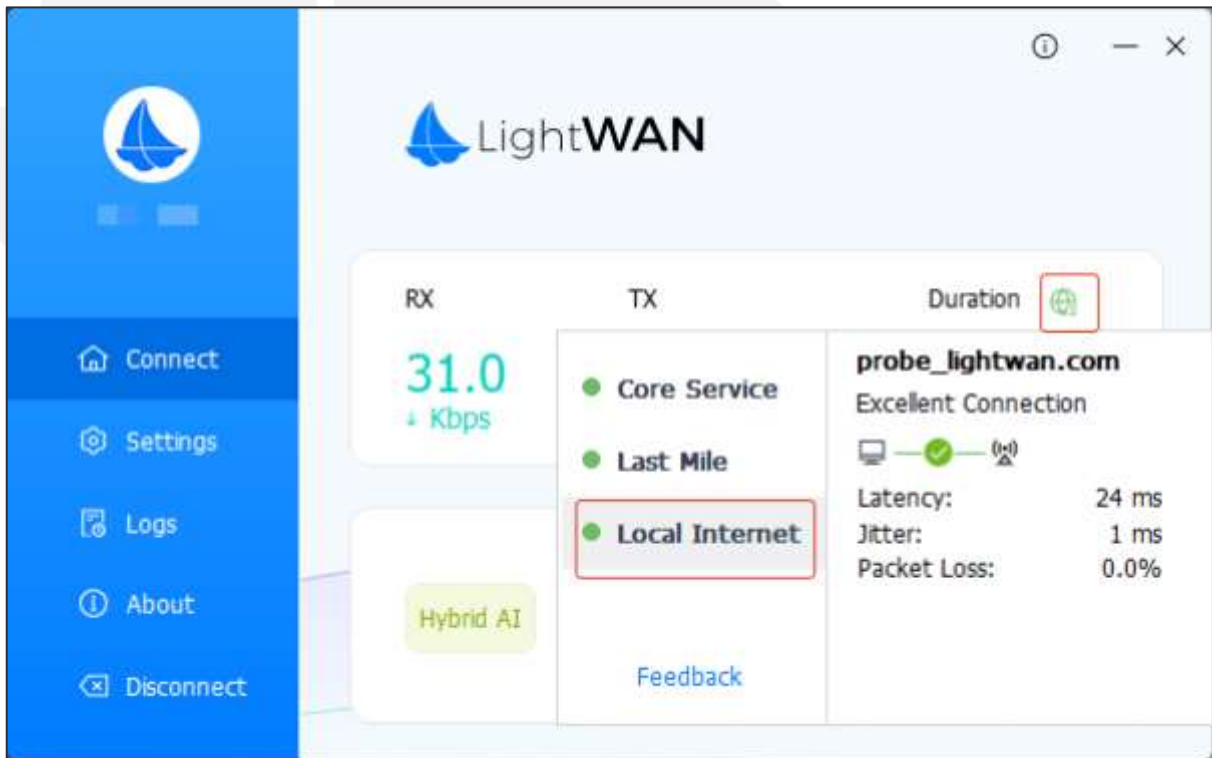 LightWAN
RX
TX
Duration
Connect
31.0
↓ Kbps
Core Service
probe_lightwan.com
Excellent Connection
Settings
Last Mile
Latency: 24 ms
Logs
Local Internet
Jitter: 1 ms
Packet Loss: 0.0%
About
Hybrid AI
Disconnect
Feedback